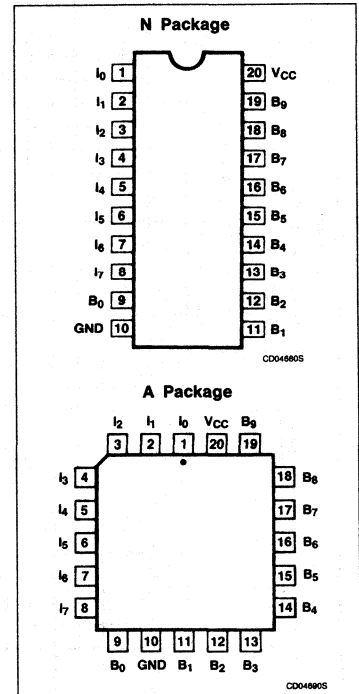 N Package
I0 1 20 VCC
I1 2 19 B9
I2 3 18 B8
I3 4 17 B7
I4 5 16 B6
I5 6 15 B5
I6 7 14 B4
I7 8 13 B3
B0 9 12 B2
GND 10 11 B1
CD04680S
A Package
I2 I1 I0 VCC B9
3 2 1 20 19
I3 4 18 B8
I4 5 17 B7
I5 6 16 B6
I6 7 15 B5
I7 8 14 B4
9 10 11 12 13
B0 GND B1 B2 B3
CD04690S